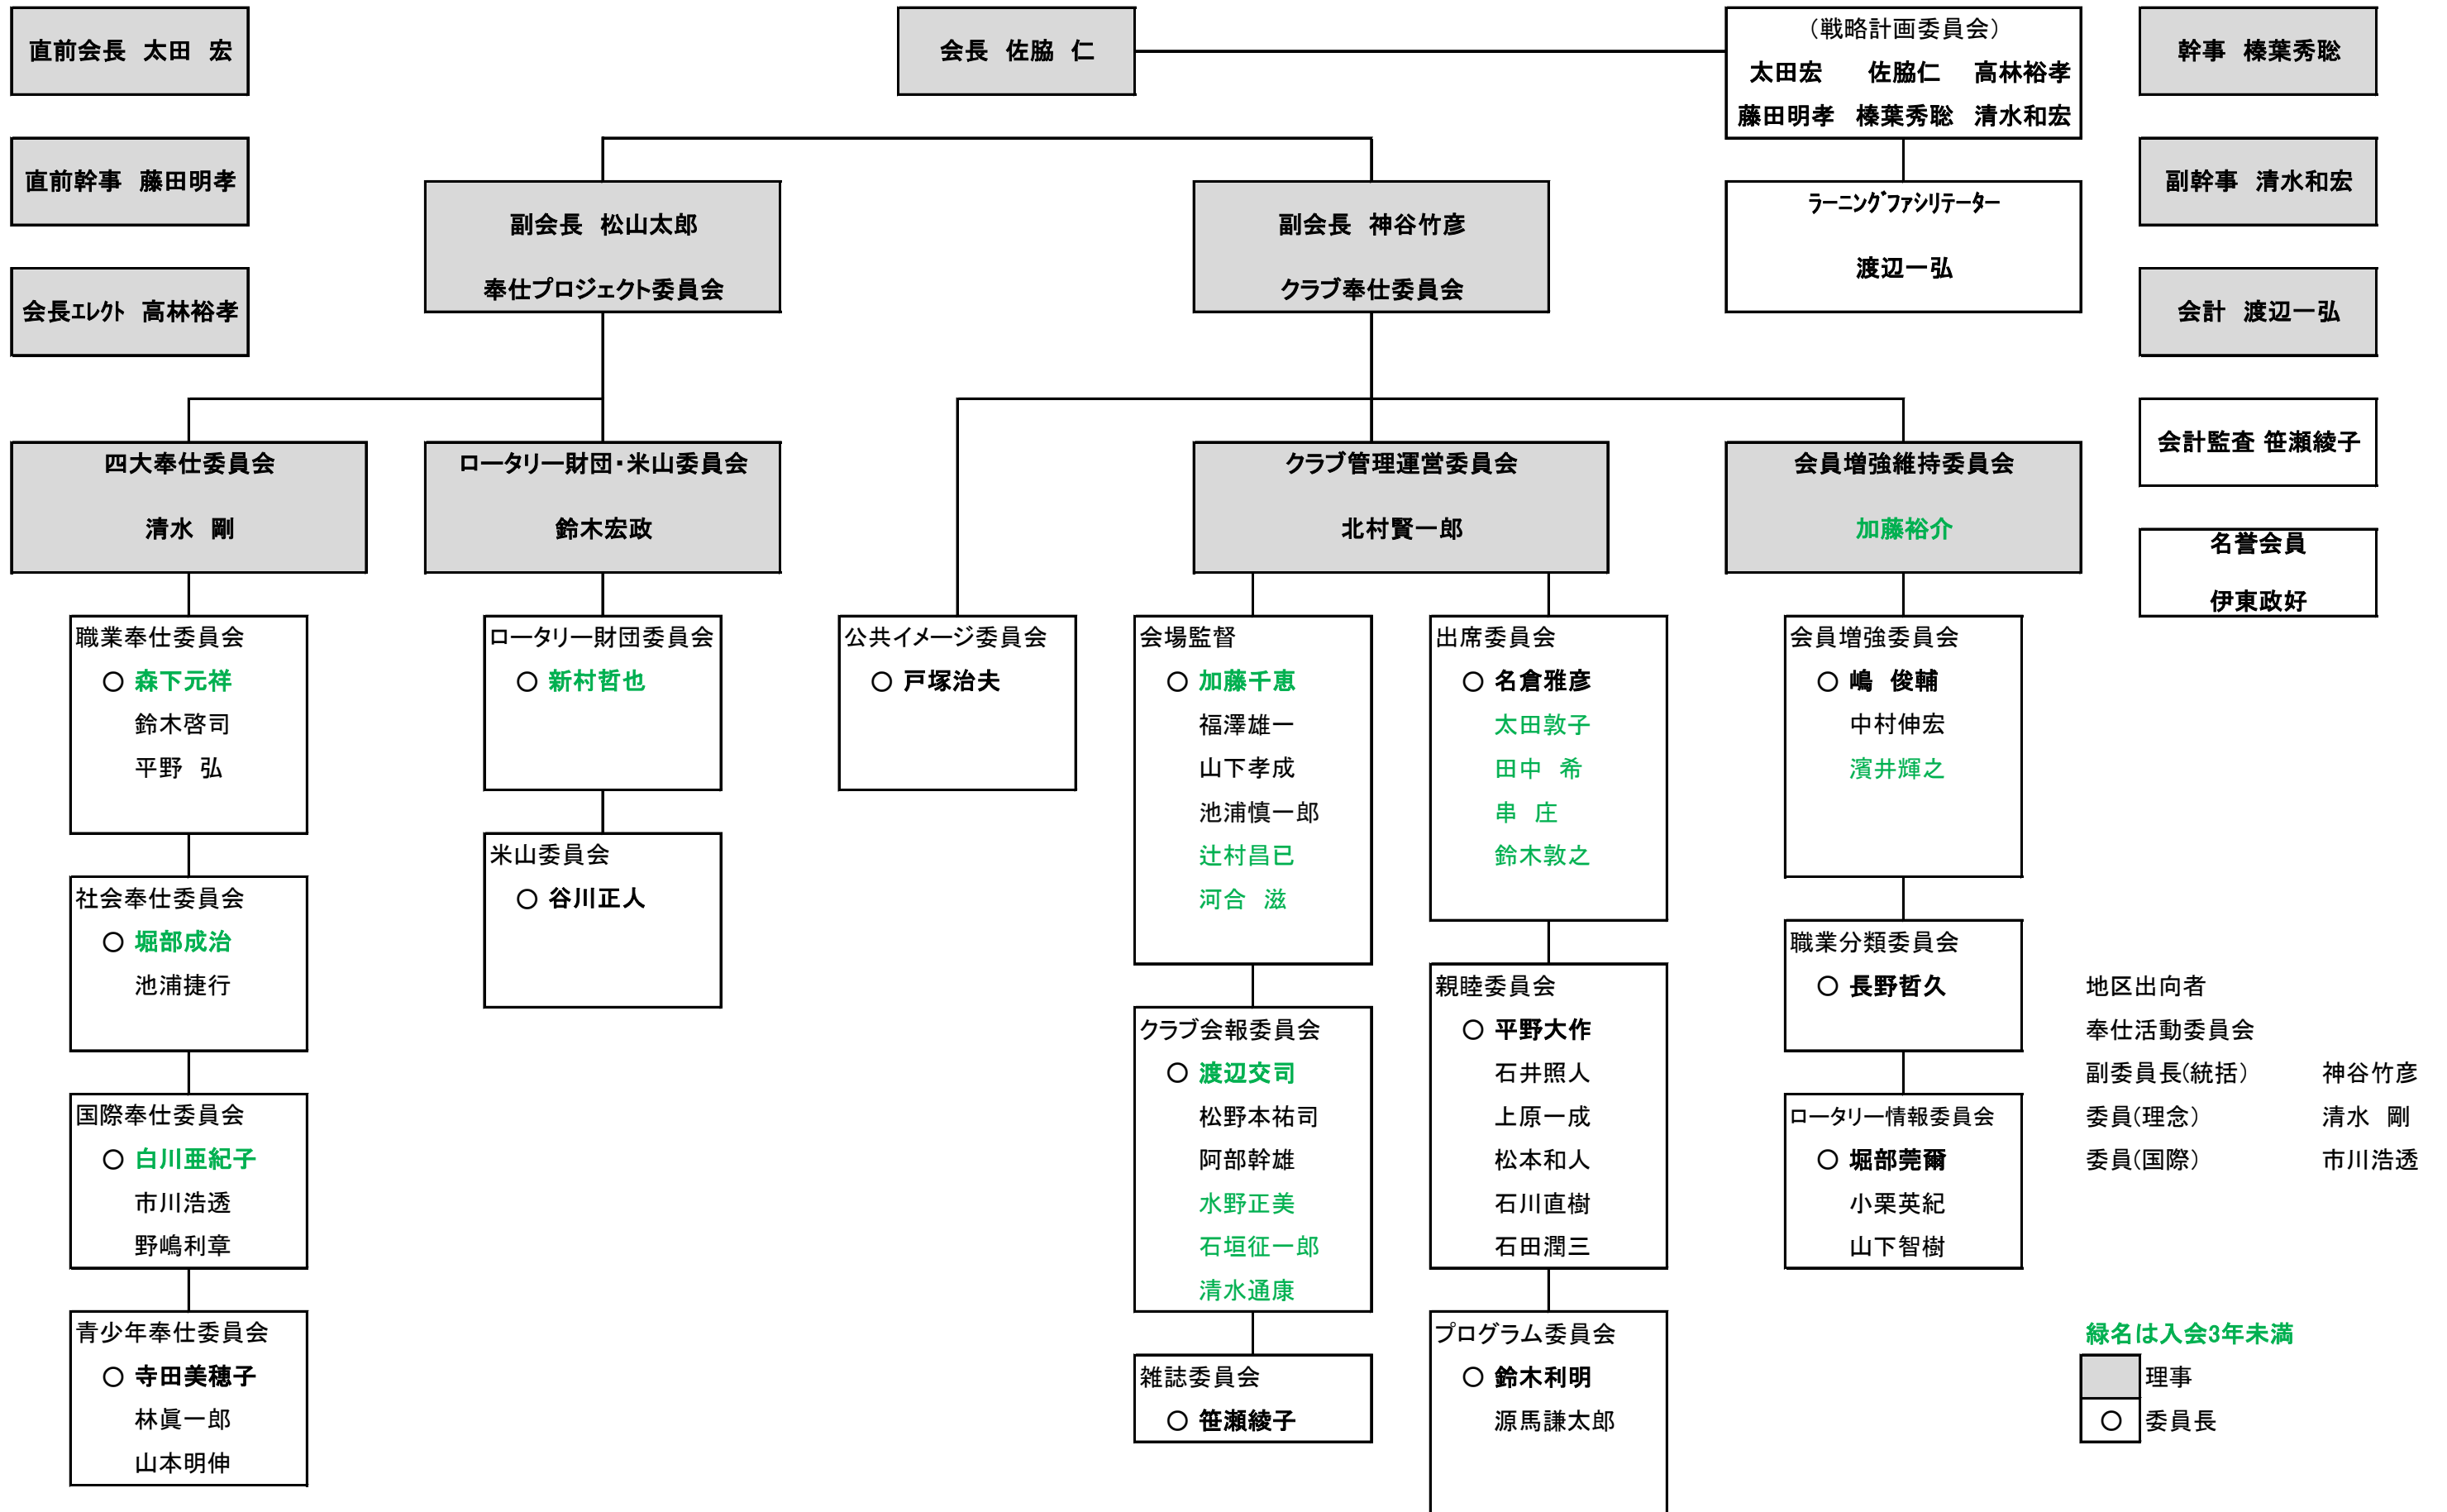 直前会長 太田 宏
会長 佐脇 仁
（戦略計画委員会）
太田宏 佐脇仁 高林裕孝
藤田明孝 榛葉秀聡 清水和宏
幹事 榛葉秀聡
直前幹事 藤田明孝
副会長 松山太郎
奉仕プロジェクト委員会
副会長 神谷竹彦
クラブ奉仕委員会
ﾗｰﾆﾝｸﾞﾌｧｼﾘﾃｰﾀｰ
渡辺一弘
副幹事 清水和宏
会長ｴﾚｸﾄ 高林裕孝
会計 渡辺一弘
会計監査 笹瀬綾子
名誉会員
伊東政好
四大奉仕委員会
清水 剛
ロータリー財団・米山委員会
鈴木宏政
クラブ管理運営委員会
北村賢一郎
会員増強維持委員会
加藤裕介
職業奉仕委員会
○ 森下元祥
鈴木啓司
平野 弘
社会奉仕委員会
○ 堀部成治
池浦捷行
国際奉仕委員会
○ 白川亜紀子
市川浩透
野嶋利章
青少年奉仕委員会
○ 寺田美穂子
林眞一郎
山本明伸
ロータリー財団委員会
○ 新村哲也
米山委員会
○ 谷川正人
公共イメージ委員会
○ 戸塚治夫
会場監督
○ 加藤千恵
福澤雄一
山下孝成
池浦慎一郎
辻村昌已
河合 滋
クラブ会報委員会
○ 渡辺交司
松野本祐司
阿部幹雄
水野正美
石垣征一郎
清水通康
雑誌委員会
○ 笹瀬綾子
出席委員会
○ 名倉雅彦
太田敦子
田中 希
串 庄
鈴木敦之
親睦委員会
○ 平野大作
石井照人
上原一成
松本和人
石川直樹
石田潤三
プログラム委員会
○ 鈴木利明
源馬謙太郎
会員増強委員会
○ 嶋 俊輔
中村伸宏
濱井輝之
職業分類委員会
○ 長野哲久
ロータリー情報委員会
○ 堀部莞爾
小栗英紀
山下智樹
地区出向者
奉仕活動委員会
副委員長(統括) 神谷竹彦
委員(理念) 清水 剛
委員(国際) 市川浩透
緑名は入会3年未満
理事
○ 委員長